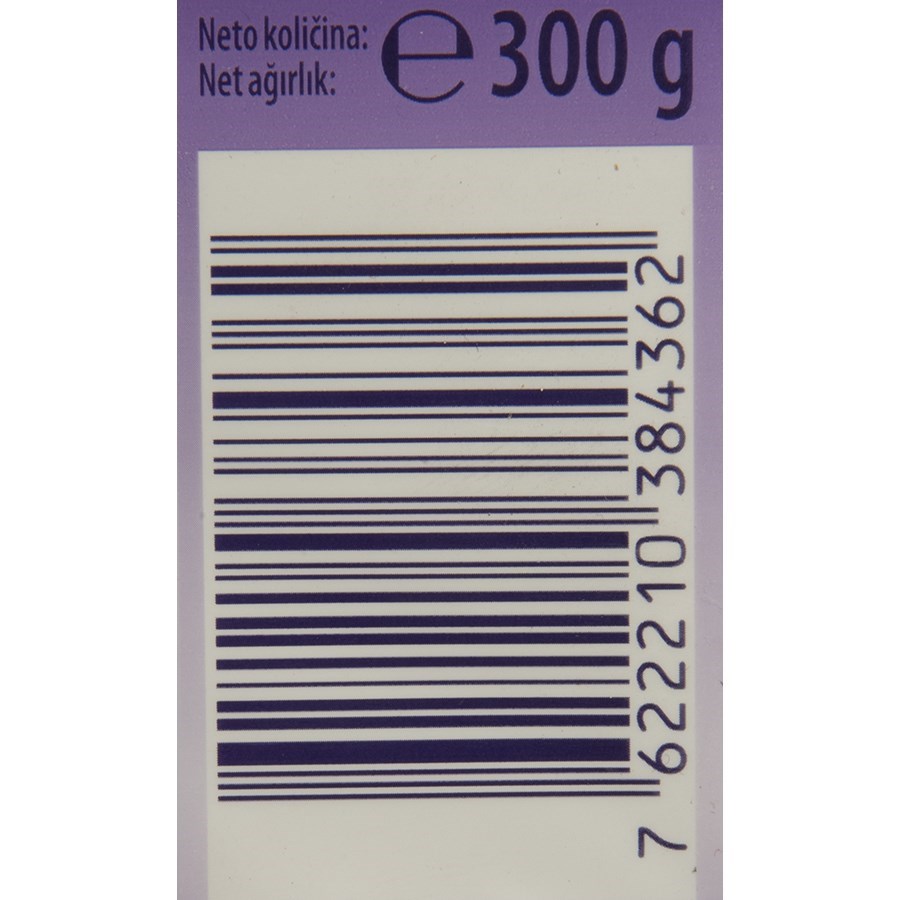 Neto količina:
Net ağırlık:
℮ 300 g
7 622210 384362